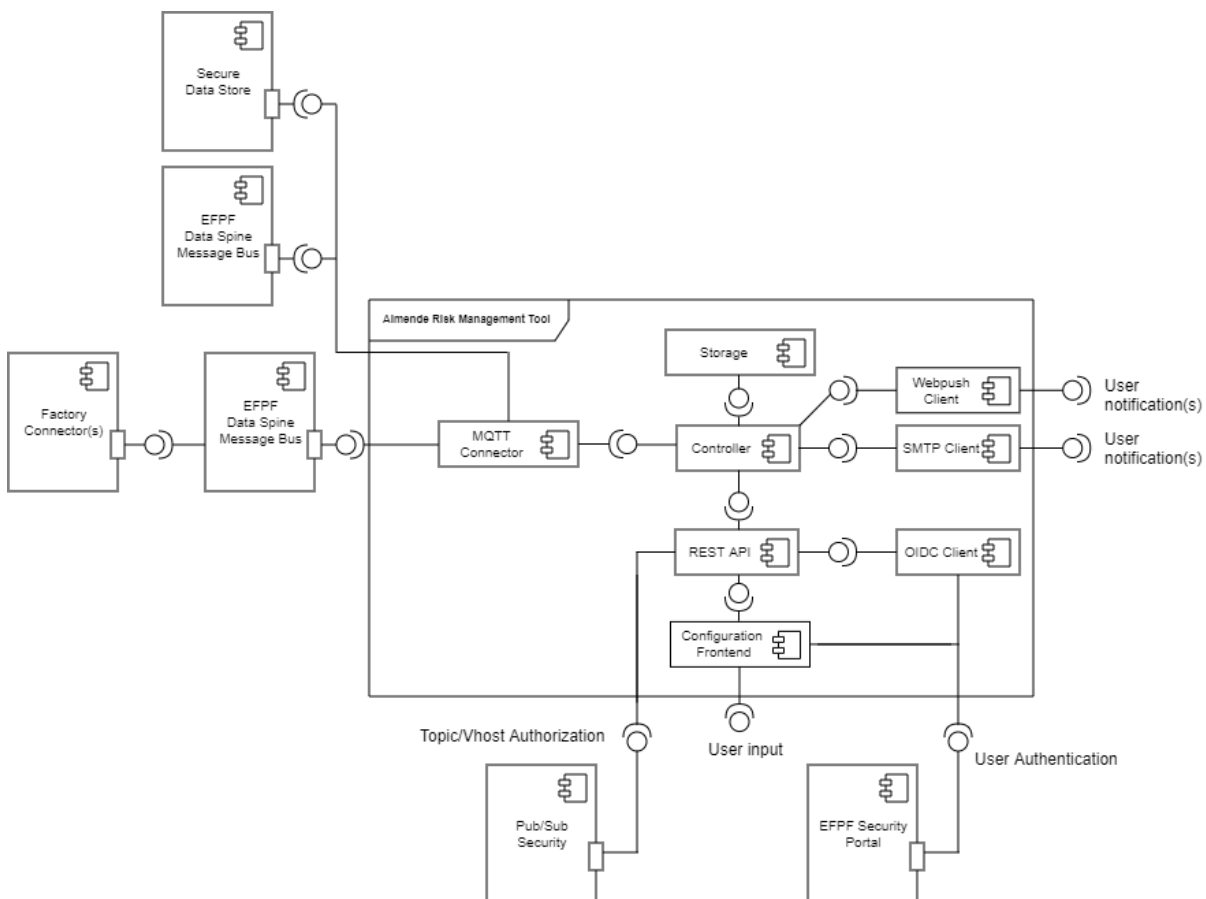 Secure
Data Store
EFPF
Data Spine
Message Bus
Almende Risk Management Tool
Storage
Factory
Connector(s)
EFPF
Data Spine
Message Bus
MQTT
Connector
Controller
Webpush
Client
User
notification(s)
SMTP Client
User
notification(s)
REST API
OIDC Client
Configuration
Frontend
Topic/Vhost Authorization
User input
User Authentication
Pub/Sub
Security
EFPF Security
Portal